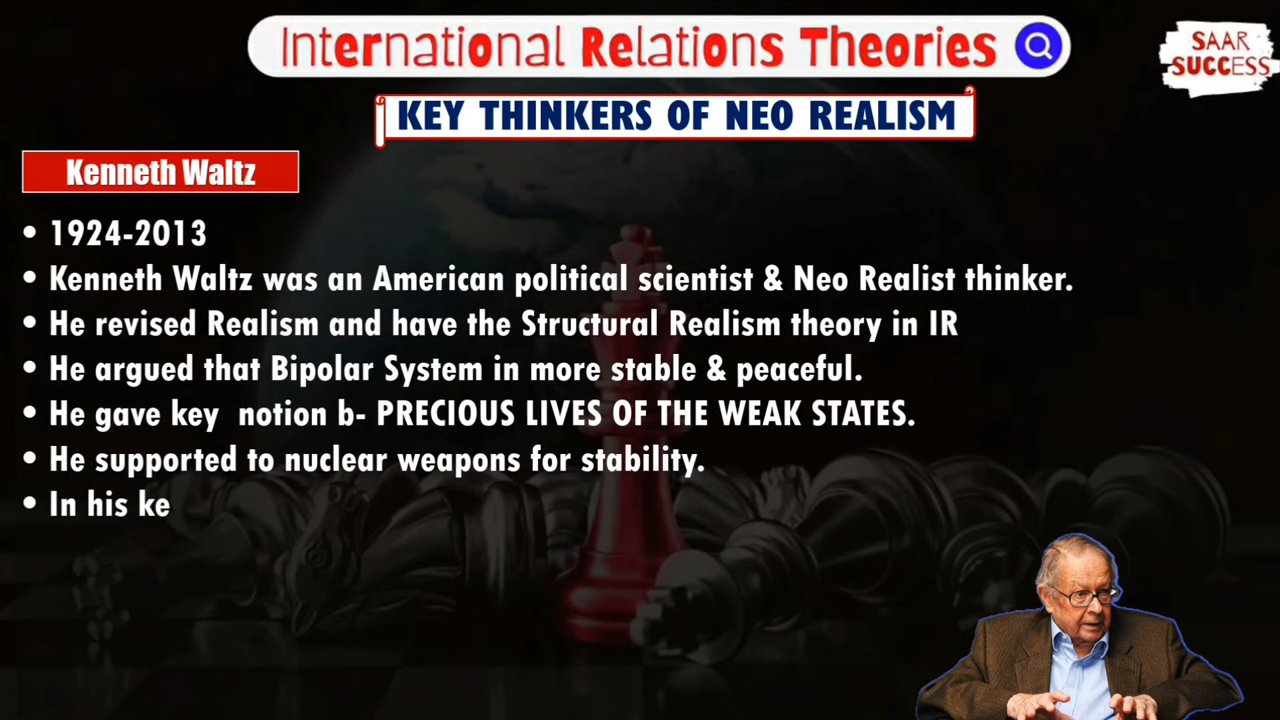 International Relations Theories
SAAR
SUCCESS
KEY THINKERS OF NEO REALISM
Kenneth Waltz
• 1924-2013
• Kenneth Waltz was an American political scientist & Neo Realist thinker.
• He revised Realism and have the Structural Realism theory in IR
• He argued that Bipolar System in more stable & peaceful.
• He gave key notion b- PRECIOUS LIVES OF THE WEAK STATES.
• He supported to nuclear weapons for stability.
• In his ke